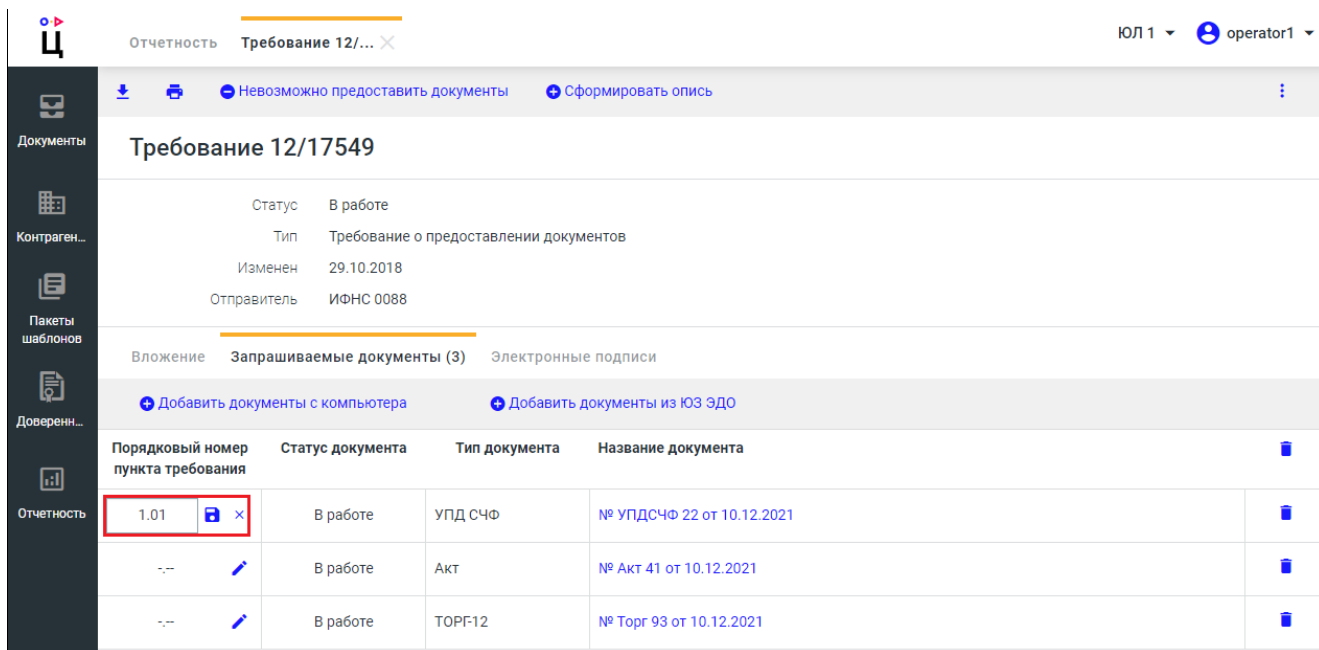 Ц
Отчетность Требование 12/... ЮЛ 1 operator1
Невозможно предоставить документы Сформировать опись
Документы
Требование 12/17549
Статус В работе
Контраген...
Тип Требование о предоставлении документов
Изменен 29.10.2018
Отправитель ИФНС 0088
Пакеты
шаблонов
Вложение Запрашиваемые документы (3) Электронные подписи
Добавить документы с компьютера Добавить документы из ЮЗ ЭДО
Доверенн...
Порядковый номер
пункта требования
Статус документа Тип документа Название документа
Отчетность
1.01 В работе УПД СЧФ № УПДСЧФ 22 от 10.12.2021
-.-- В работе Акт № Акт 41 от 10.12.2021
-.-- В работе ТОРГ-12 № Торг 93 от 10.12.2021